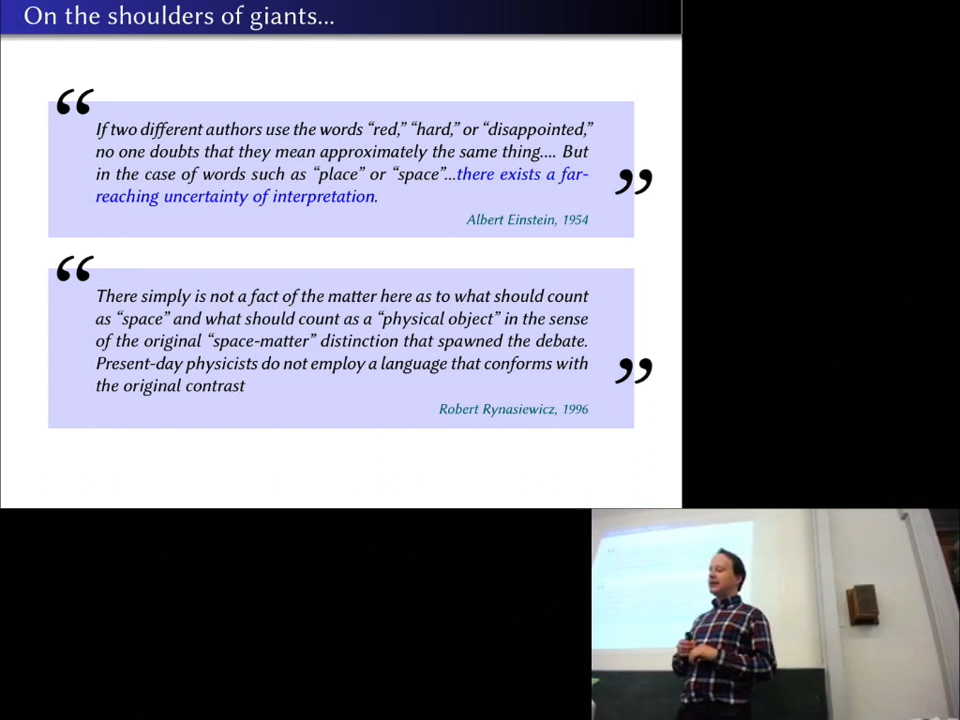 On the shoulders of giants...
“
If two different authors use the words “red,” “hard,” or “disappointed,”
no one doubts that they mean approximately the same thing.... But
in the case of words such as “place” or “space”...there exists a far-
reaching uncertainty of interpretation.
”
Albert Einstein, 1954
“
There simply is not a fact of the matter here as to what should count
as “space” and what should count as a “physical object” in the sense
of the original “space-matter” distinction that spawned the debate.
Present-day physicists do not employ a language that conforms with
the original contrast
”
Robert Rynasiewicz, 1996